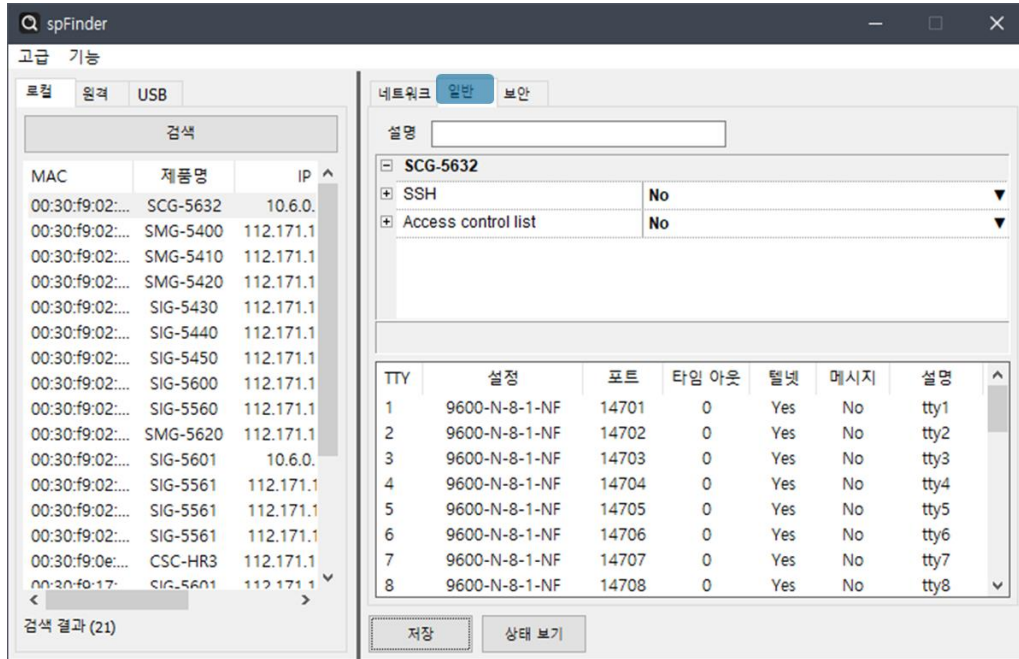 spFinder
고급 기능
로컬 원격 USB
검색
MAC 제품명 IP
00:30:f9:02:... SCG-5632 10.6.0.
00:30:f9:02:... SMG-5400 112.171.1
00:30:f9:02:... SMG-5410 112.171.1
00:30:f9:02:... SMG-5420 112.171.1
00:30:f9:02:... SIG-5430 112.171.1
00:30:f9:02:... SIG-5440 112.171.1
00:30:f9:02:... SIG-5450 112.171.1
00:30:f9:02:... SIG-5600 112.171.1
00:30:f9:02:... SIG-5560 112.171.1
00:30:f9:02:... SMG-5620 112.171.1
00:30:f9:02:... SIG-5601 10.6.0.
00:30:f9:02:... SIG-5561 112.171.1
00:30:f9:02:... SIG-5561 112.171.1
00:30:f9:02:... SIG-5561 112.171.1
00:30:f9:0e:... CSC-HR3 112.171.1
00:30:f9:17: SIG-5601 112.171.1
검색 결과 (21)
네트워크 일반 보안
설명
SCG-5632
SSH No
Access control list No
TTY 설정 포트 타임 아웃 텔넷 메시지 설명
1 9600-N-8-1-NF 14701 0 Yes No tty1
2 9600-N-8-1-NF 14702 0 Yes No tty2
3 9600-N-8-1-NF 14703 0 Yes No tty3
4 9600-N-8-1-NF 14704 0 Yes No tty4
5 9600-N-8-1-NF 14705 0 Yes No tty5
6 9600-N-8-1-NF 14706 0 Yes No tty6
7 9600-N-8-1-NF 14707 0 Yes No tty7
8 9600-N-8-1-NF 14708 0 Yes No tty8
저장 상태 보기